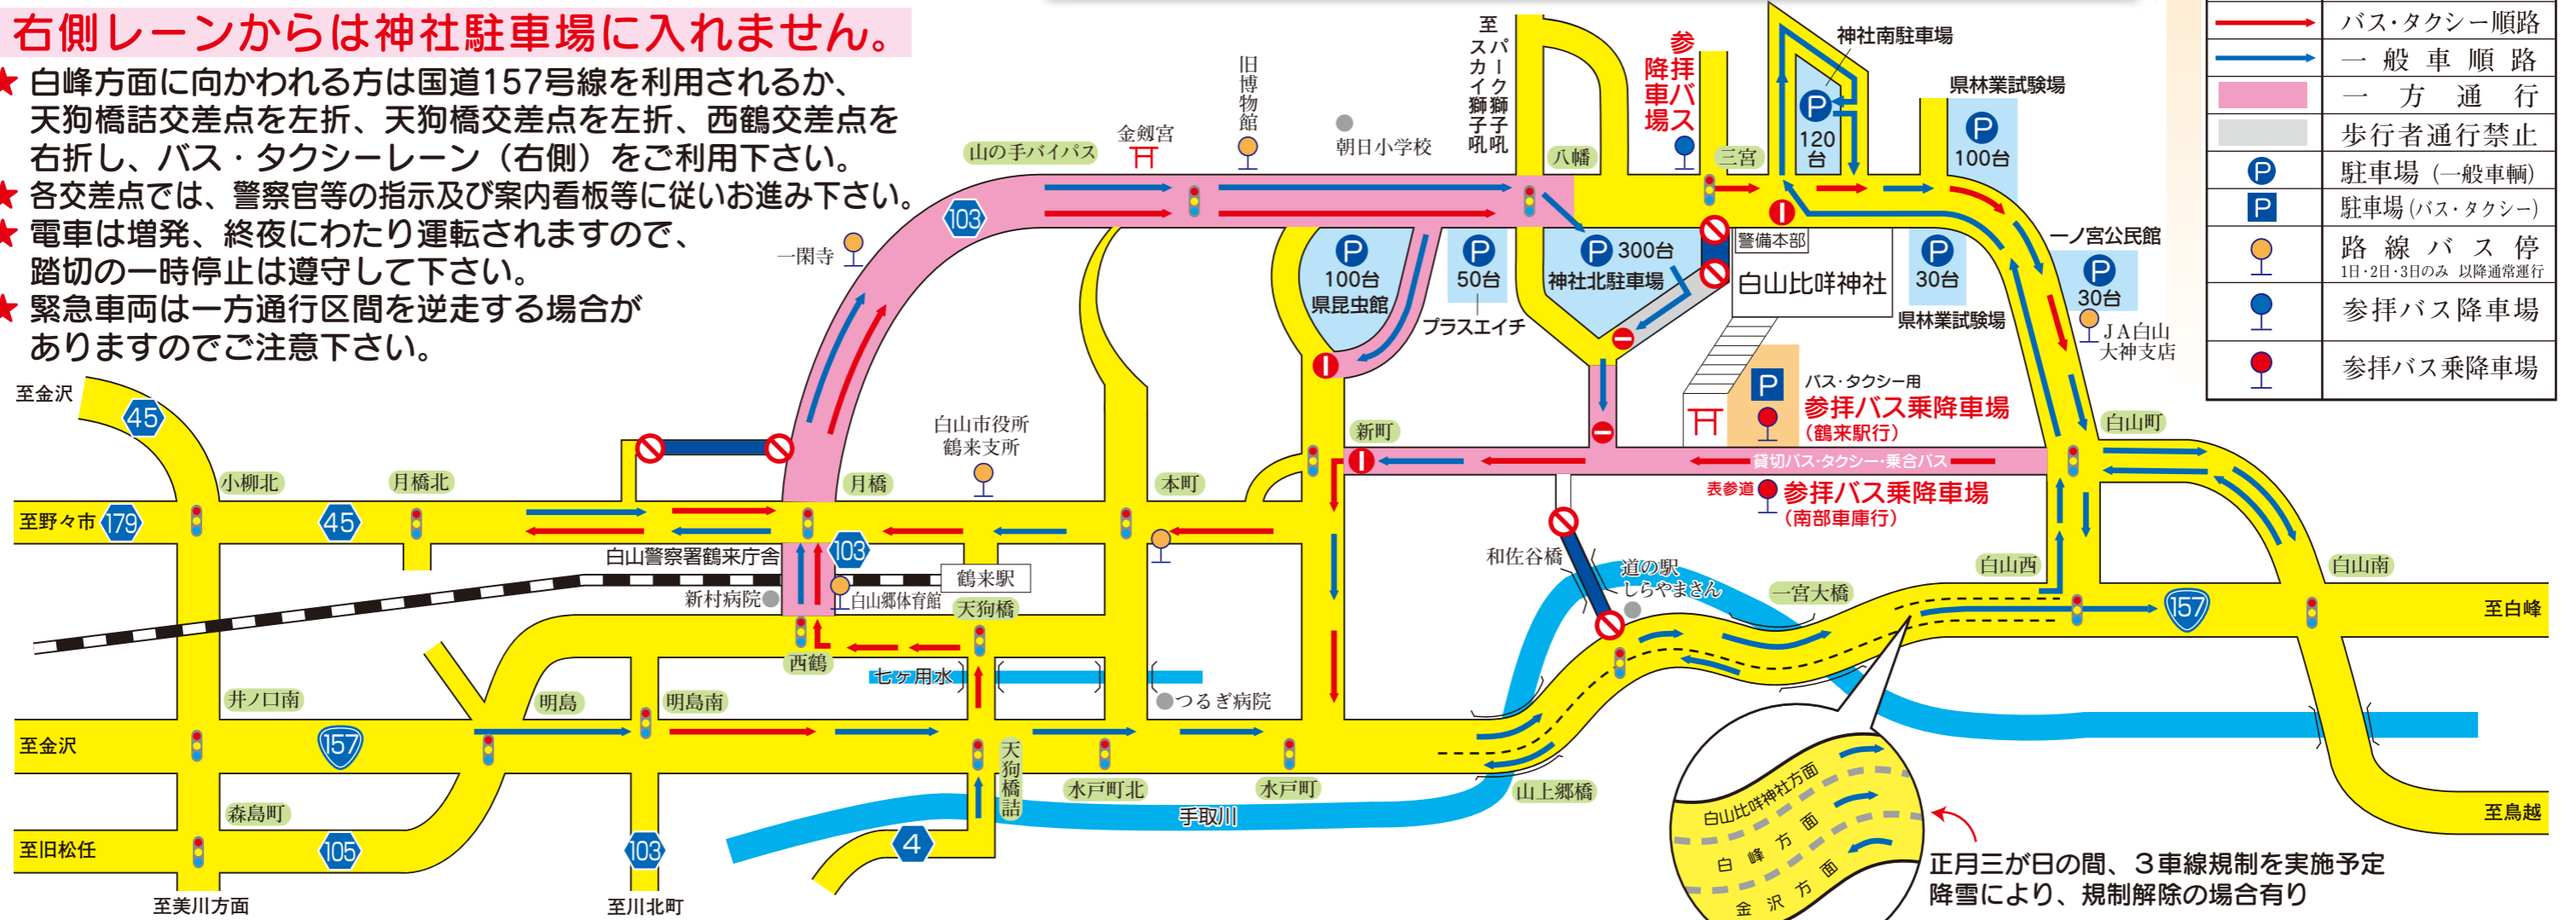 右側レーンからは神社駐車場に入れません。
★ 白峰方面に向かわれる方は国道157号線を利用されるか、
天狗橋詰交差点を左折、天狗橋交差点を左折、西鶴交差点を
右折し、バス・タクシーレーン（右側）をご利用下さい。
★ 各交差点では、警察官等の指示及び案内看板等に従いお進み下さい。
★ 電車は増発、終夜にわたり運転されますので、
踏切の一時停止は遵守して下さい。
★ 緊急車両は一方通行区間を逆走する場合が
ありますのでご注意下さい。
バス・タクシー順路
一般車順路
一方通行
歩行者通行禁止
P
駐車場（一般車輌）
P
駐車場（バス・タクシー）
路線バス停
1日・2日・3日のみ 以降通常運行
参拝バス降車場
参拝バス乗降車場
至
パーク獅子吼
スカイ獅子吼
参拝バス
降車場
神社南駐車場
P
120
台
県林業試験場
P
100台
旧博物館
金剱宮
朝日小学校
山の手バイパス
八幡
三宮
103
一閑寺
P
100台
県昆虫館
P
50台
プラスエイチ
P 300台
神社北駐車場
警備本部
白山比咩神社
P
30台
県林業試験場
一ノ宮公民館
P
30台
JA白山
大神支店
P
バス・タクシー用
参拝バス乗降車場
（鶴来駅行）
貸切バス・タクシー・乗合バス
表参道
参拝バス乗降車場
（南部車庫行）
白山町
新町
至金沢
45
小柳北
月橋北
月橋
白山市役所
鶴来支所
本町
至野々市
179
45
白山警察署鶴来庁舎
103
鶴来駅
新村病院
白山郷体育館
天狗橋
西鶴
七ヶ用水
和佐谷橋
道の駅
しらやまさん
一宮大橋
白山西
白山南
157
至白峰
井ノ口南
明島
明島南
つるぎ病院
至金沢
157
天狗橋詰
水戸町北
水戸町
山上郷橋
手取川
森島町
至旧松任
105
103
4
至美川方面
至川北町
至鳥越
白山比咩神社方面
白峰方面
金沢方面
正月三が日の間、３車線規制を実施予定
降雪により、規制解除の場合有り